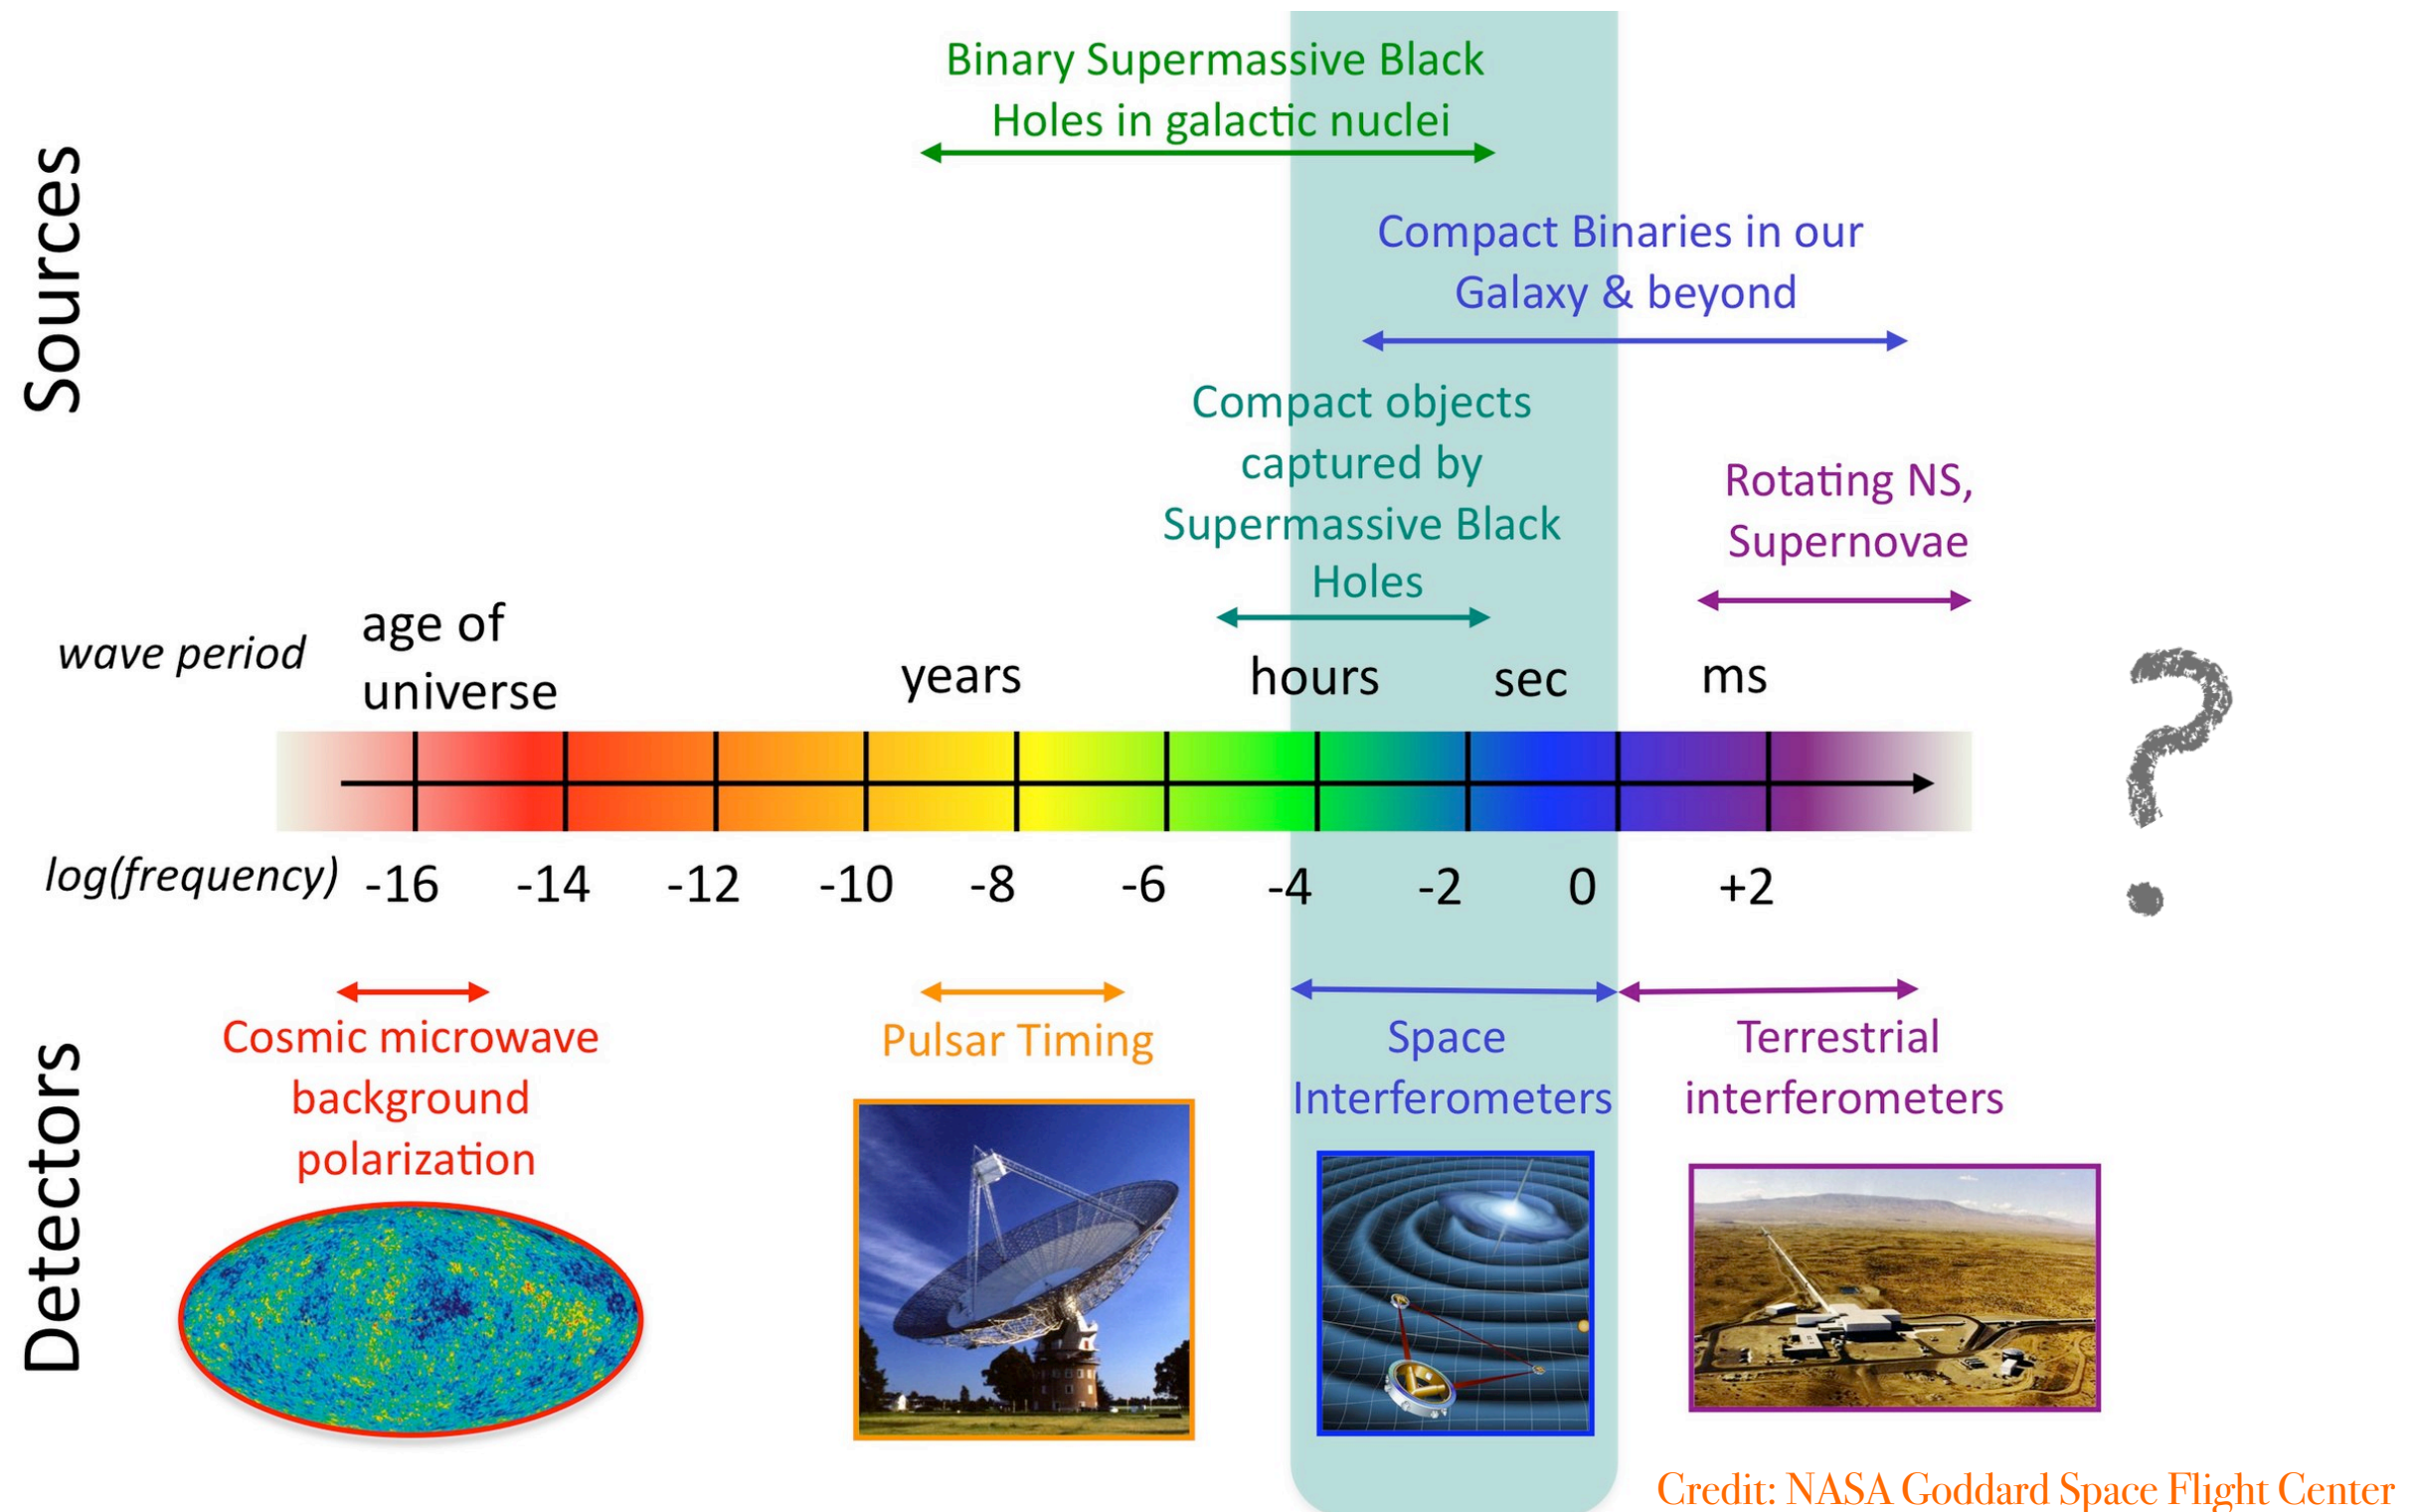 Sources
Binary Supermassive Black
Holes in galactic nuclei
Compact Binaries in our
Galaxy & beyond
Compact objects
captured by
Supermassive Black
Holes
Rotating NS,
Supernovae
wave period
age of
universe
years
hours
sec
ms
?
log(frequency)
-16
-14
-12
-10
-8
-6
-4
-2
0
+2
Detectors
Cosmic microwave
background
polarization
Pulsar Timing
Space
Interferometers
Terrestrial
interferometers
Credit: NASA Goddard Space Flight Center